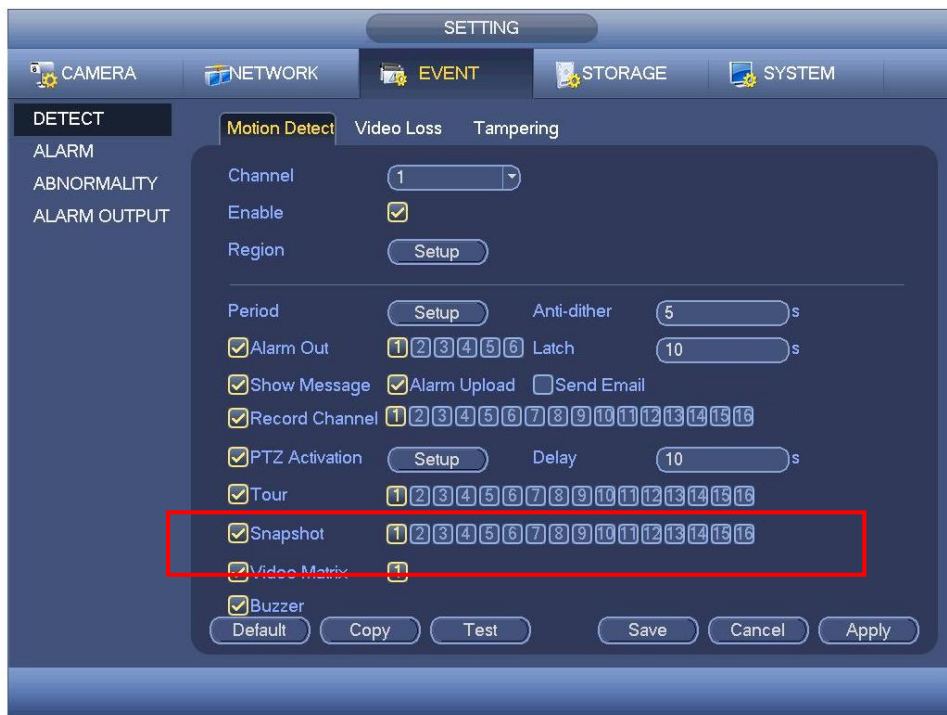 SETTING
CAMERA NETWORK EVENT STORAGE SYSTEM
DETECT
ALARM
ABNORMALITY
ALARM OUTPUT
Motion Detect Video Loss Tampering
Channel 1
Enable
Region Setup
Period Setup Anti-dither 5 s
Alarm Out 1 2 3 4 5 6 Latch 10 s
Show Message Alarm Upload Send Email
Record Channel 1 2 3 4 5 6 7 8 9 10 11 12 13 14 15 16
PTZ Activation Setup Delay 10 s
Tour 1 2 3 4 5 6 7 8 9 10 11 12 13 14 15 16
Snapshot 1 2 3 4 5 6 7 8 9 10 11 12 13 14 15 16
Video Matrix 1
Buzzer
Default Copy Test Save Cancel Apply